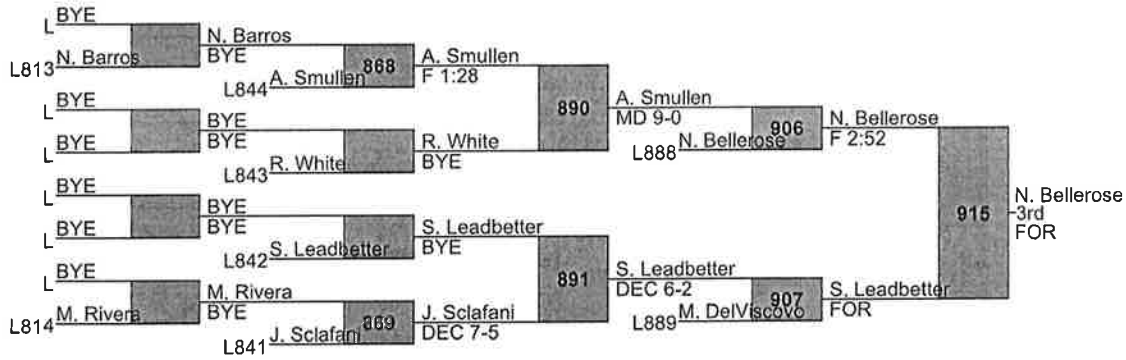 L BYE
L813 N. Barros
N. Barros
BYE
868
L844 A. Smullen
A. Smullen
F 1:28
L BYE
L BYE
BYE
BYE
L843 R. White
R. White
BYE
890
A. Smullen
MD 9-0
L888 N. Bellerose
906
N. Bellerose
F 2:52
L BYE
L BYE
BYE
BYE
L842 S. Leadbetter
S. Leadbetter
BYE
L BYE
L814 M. Rivera
M. Rivera
BYE
869
L841 J. Sclafani
J. Sclafani
DEC 7-5
891
S. Leadbetter
DEC 6-2
L889 M. DelViscovo
907
S. Leadbetter
FOR
915
N. Bellerose
3rd
FOR